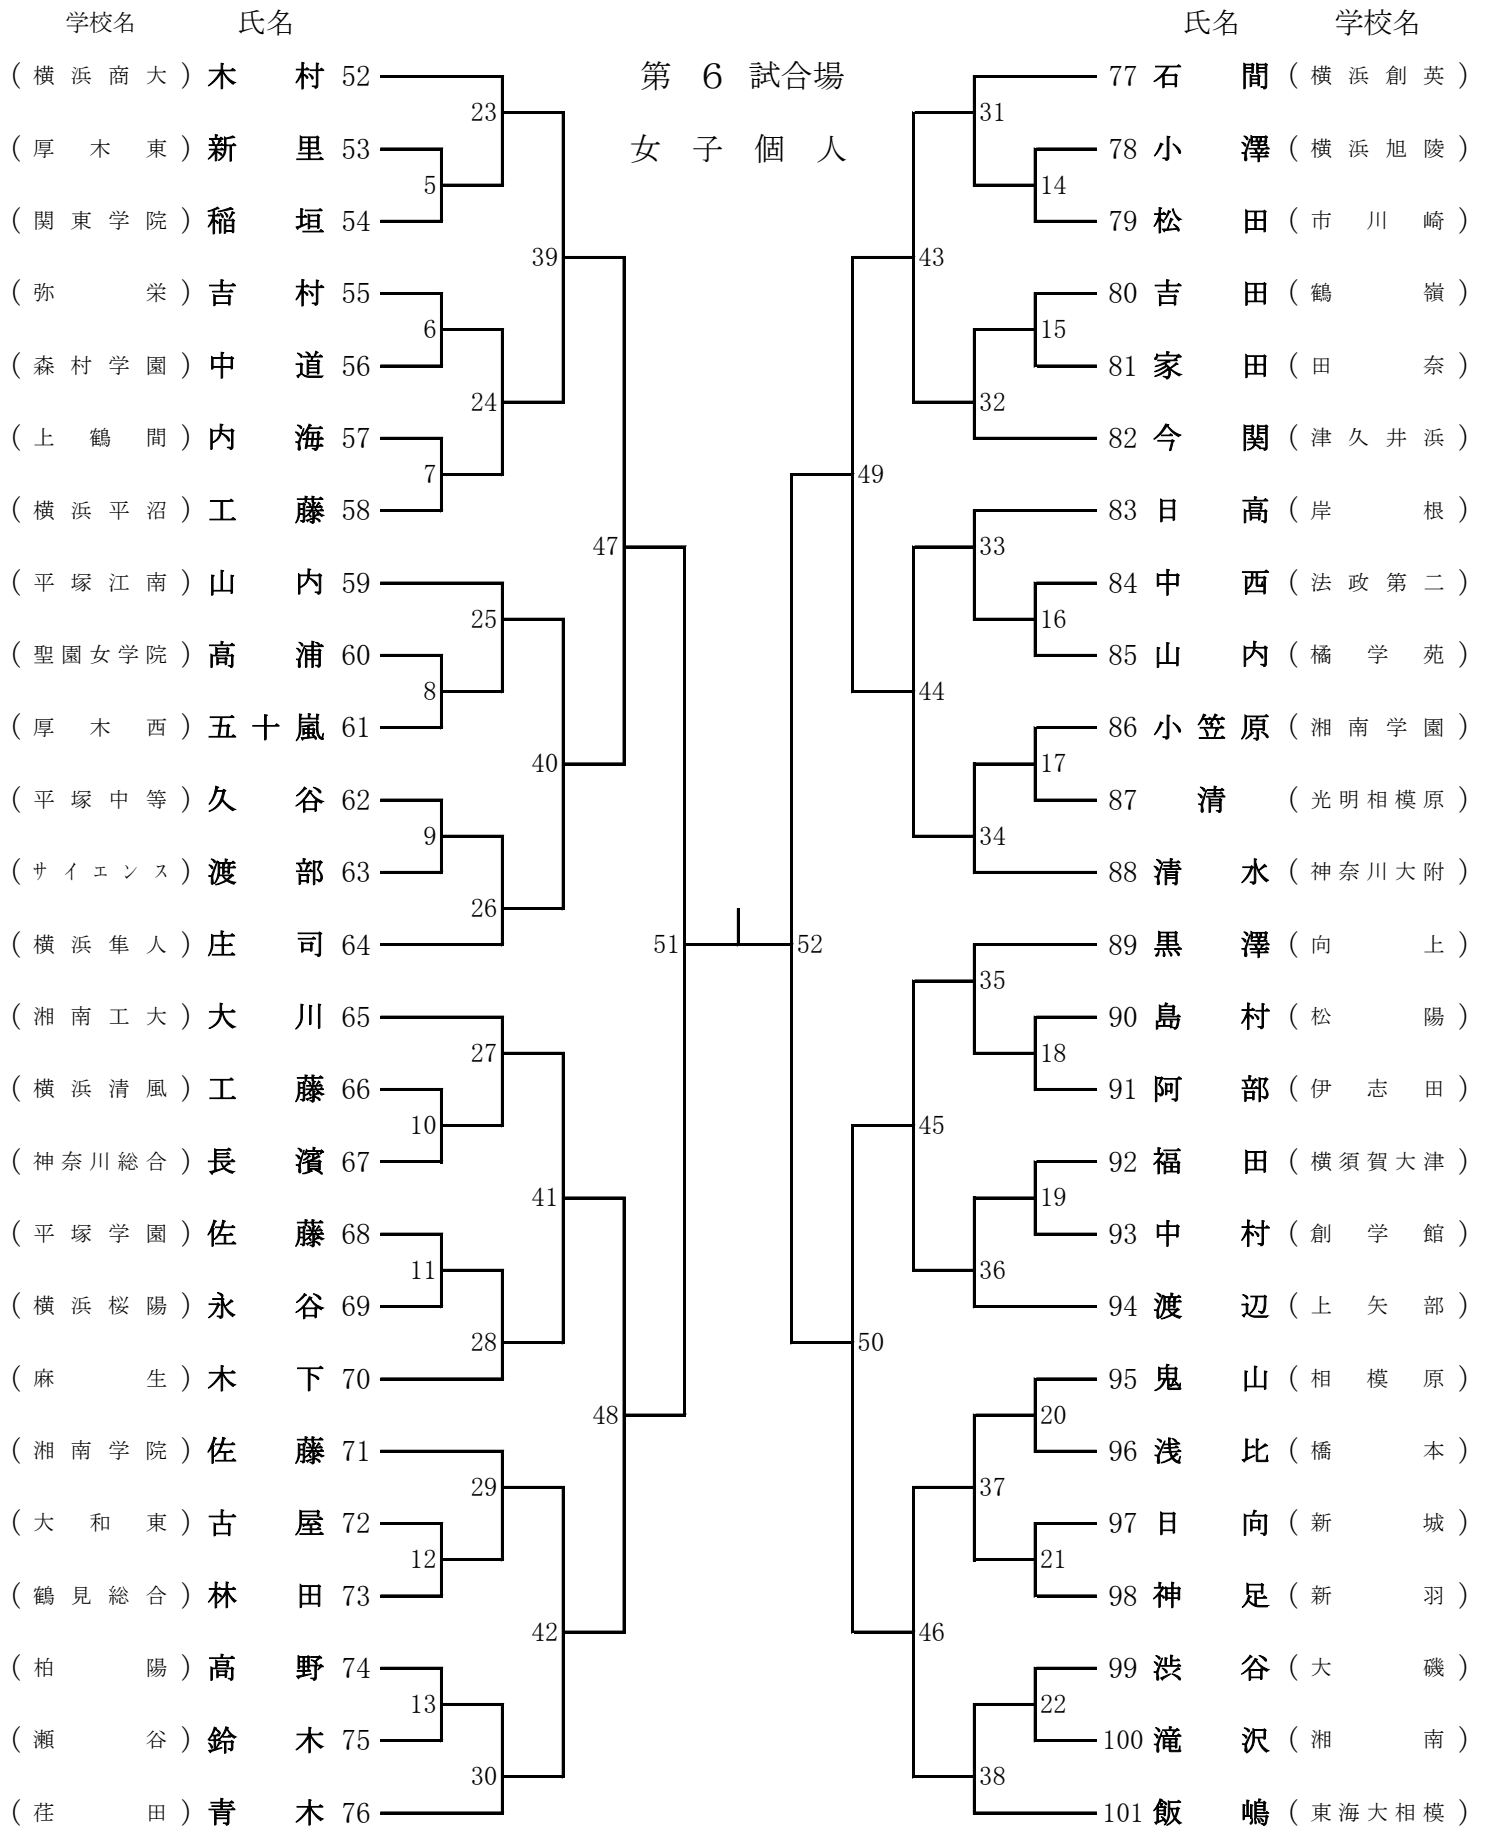 学校名 氏名 氏名 学校名
(横浜商大) 木村 52 第 6 試合場 77 石間 (横浜創英)
23 31
(厚木東) 新里 53 女子個人 78 小澤 (横浜旭陵)
5 14
(関東学院) 稲垣 54 79 松田 (市川崎)
39 43
(弥栄) 吉村 55 80 吉田 (鶴嶺)
6 15
(森村学園) 中道 56 81 家田 (田奈)
24 32
(上鶴間) 内海 57 82 今関 (津久井浜)
7 49
(横浜平沼) 工藤 58 83 日高 (岸根)
47 33
(平塚江南) 山内 59 84 中西 (法政第二)
25 16
(聖園女学院) 高浦 60 85 山内 (橘学苑)
8 44
(厚木西) 五十嵐 61 86 小笠原 (湘南学園)
40 17
(平塚中等) 久谷 62 87 清 (光明相模原)
9 34
(サイエンス) 渡部 63 88 清水 (神奈川大附)
26
(横浜隼人) 庄司 64 51 52 89 黒澤 (向上)
35
(湘南工大) 大川 65 90 島村 (松陽)
27 18
(横浜清風) 工藤 66 91 阿部 (伊志田)
10 45
(神奈川総合) 長濱 67 92 福田 (横須賀大津)
41 19
(平塚学園) 佐藤 68 93 中村 (創学館)
11 36
(横浜桜陽) 永谷 69 94 渡辺 (上矢部)
28 50
(麻生) 木下 70 95 鬼山 (相模原)
48 20
(湘南学院) 佐藤 71 96 浅比 (橋本)
29 37
(大和東) 古屋 72 97 日向 (新城)
12 21
(鶴見総合) 林田 73 98 神足 (新羽)
42 46
(柏陽) 高野 74 99 渋谷 (大磯)
13 22
(瀬谷) 鈴木 75 100 滝沢 (湘南)
30 38
(荏田) 青木 76 101 飯嶋 (東海大相模)